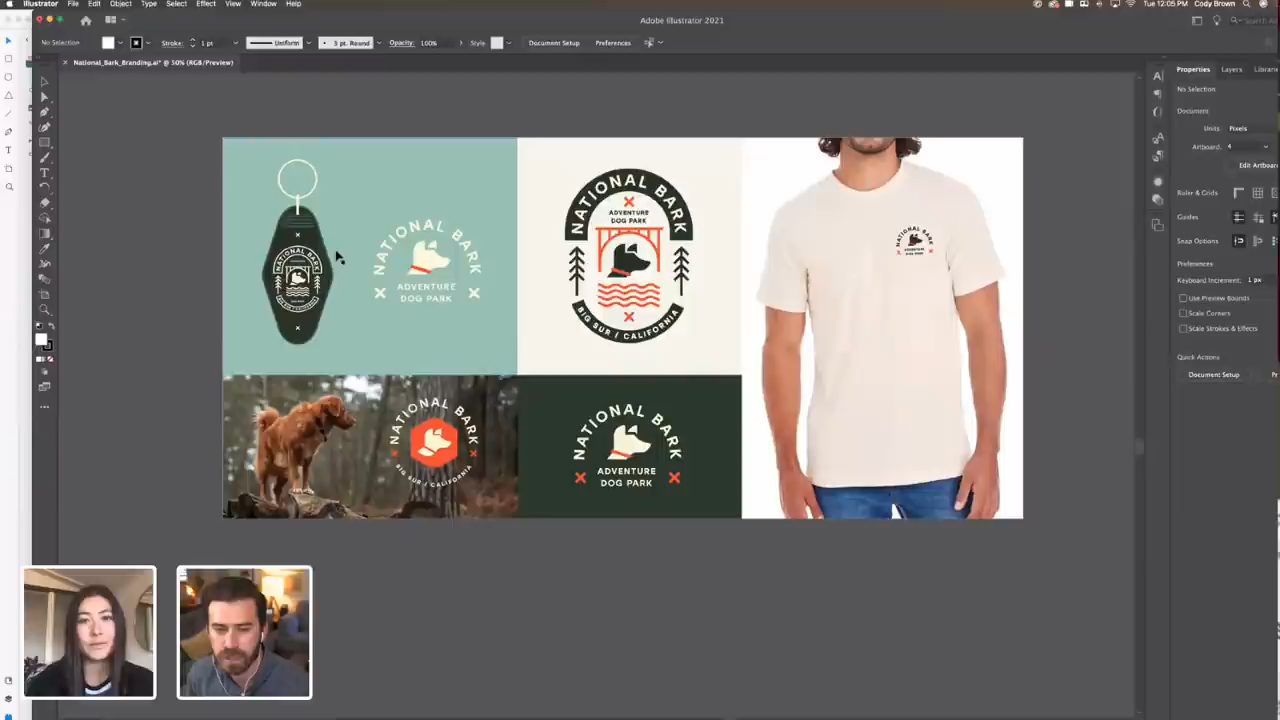 Illustrator File Edit Object Type Select Effect View Window Help
Tue 12:05 PM Cody Brown
Adobe Illustrator 2021
No Selection Stroke: 1 pt Uniform 3 pt. Round Opacity: 100% Style Document Setup Preferences
National_Bark_Branding.ai* @ 50% (RGB/Preview)
Properties Layers Librari
No Selection
Document
Units: Pixels
Artboard: 4
Edit Artboard
Ruler & Grids
Guides
Snap Options
Preferences
Keyboard Increment: 1 px
Use Preview Bounds
Scale Corners
Scale Strokes & Effects
Quick Actions
Document Setup
NATIONAL BARK
NATIONAL BARK
ADVENTURE
DOG PARK
NATIONAL BARK
ADVENTURE
DOG PARK
BIG SUR / CALIFORNIA
NATIONAL BARK
NATIONAL BARK
BIG SUR / CALIFORNIA
NATIONAL BARK
ADVENTURE
DOG PARK